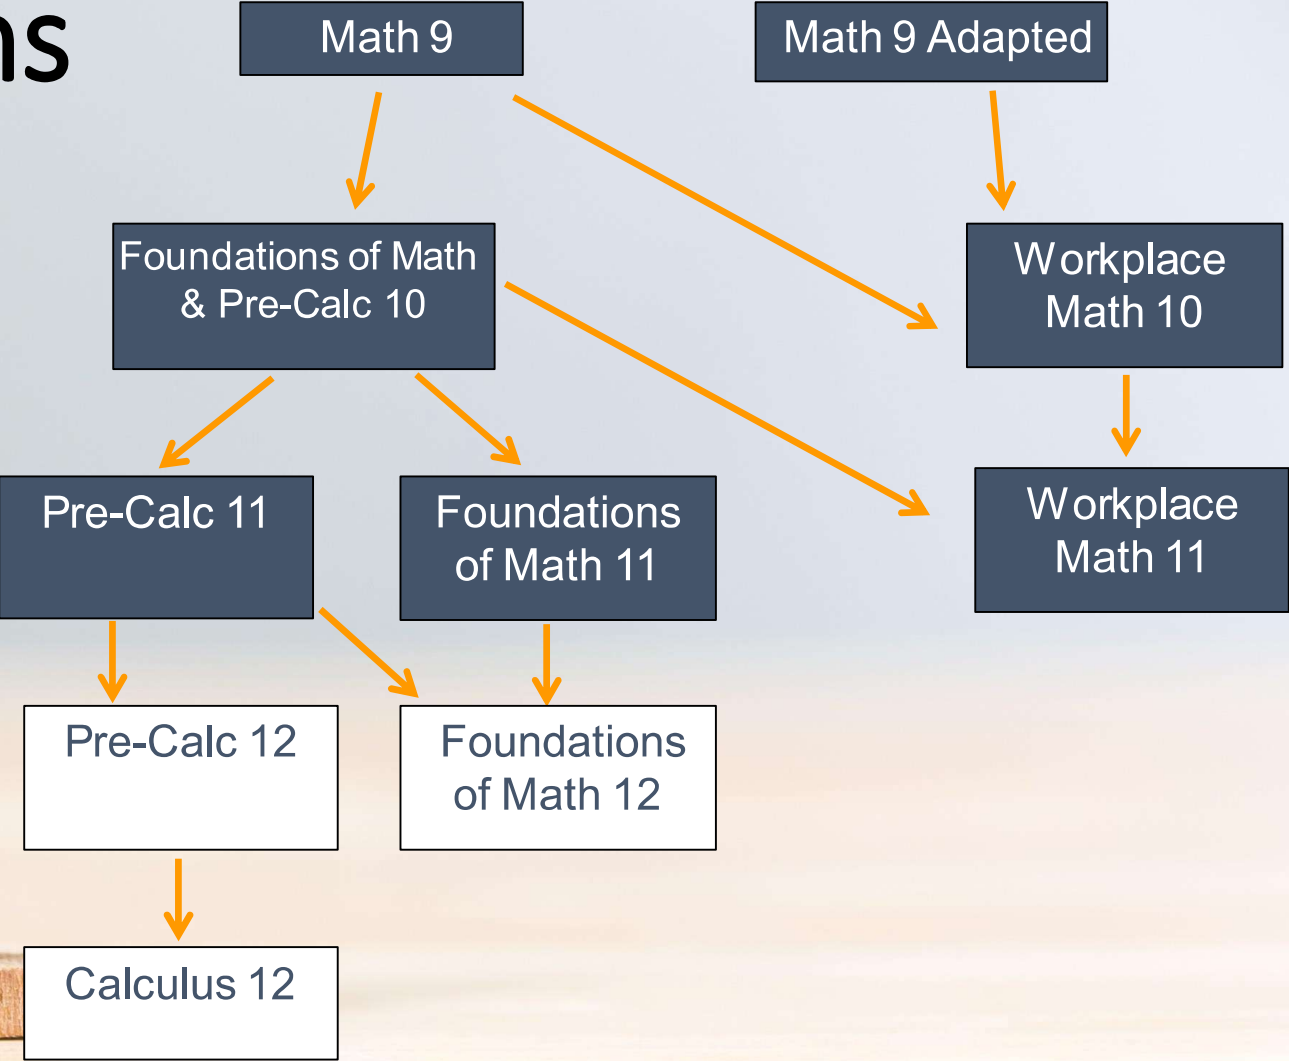 Math 9
Math 9 Adapted
Foundations of Math
& Pre-Calc 10
Workplace
Math 10
Pre-Calc 11
Foundations
of Math 11
Workplace
Math 11
Pre-Calc 12
Foundations
of Math 12
Calculus 12